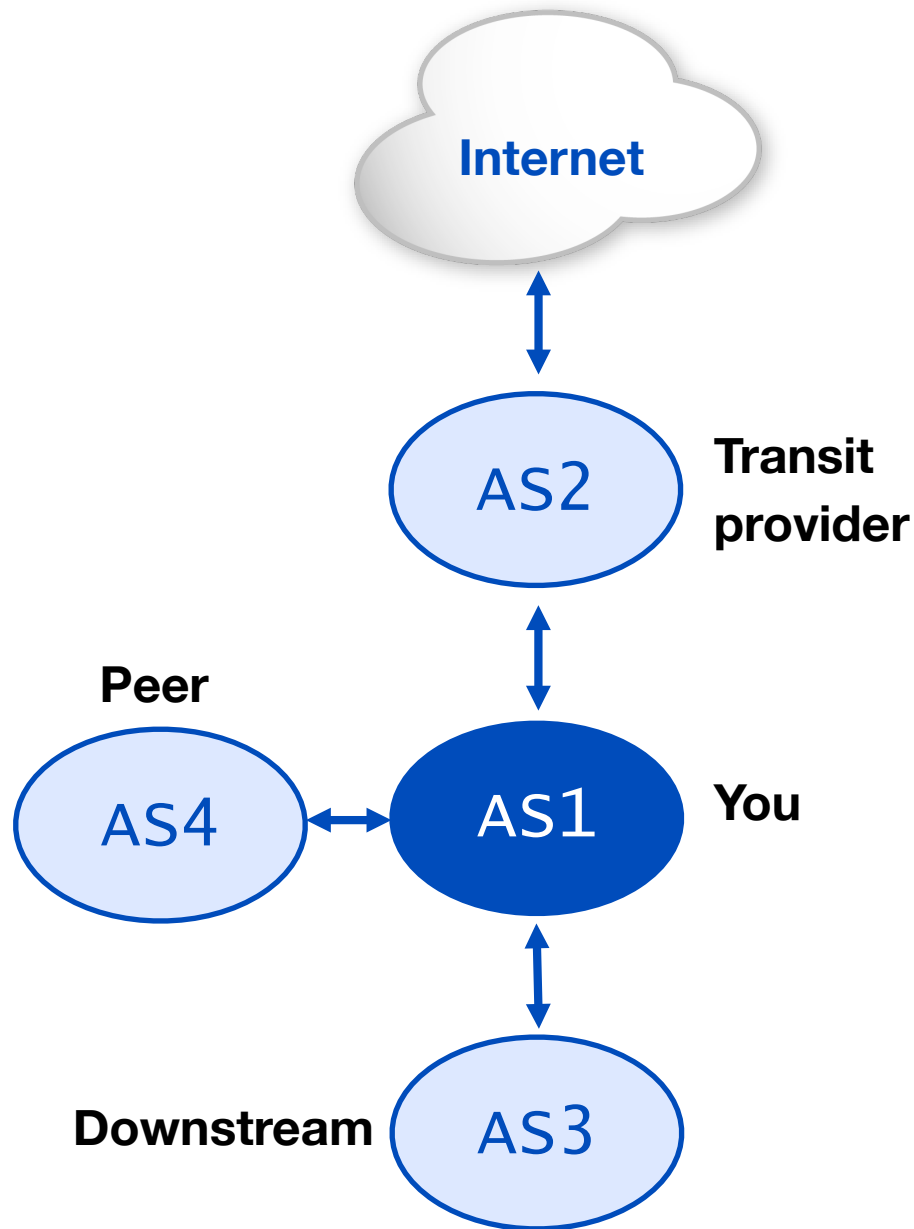 Internet
AS2
Transit
provider
Peer
AS4
AS1
You
Downstream
AS3